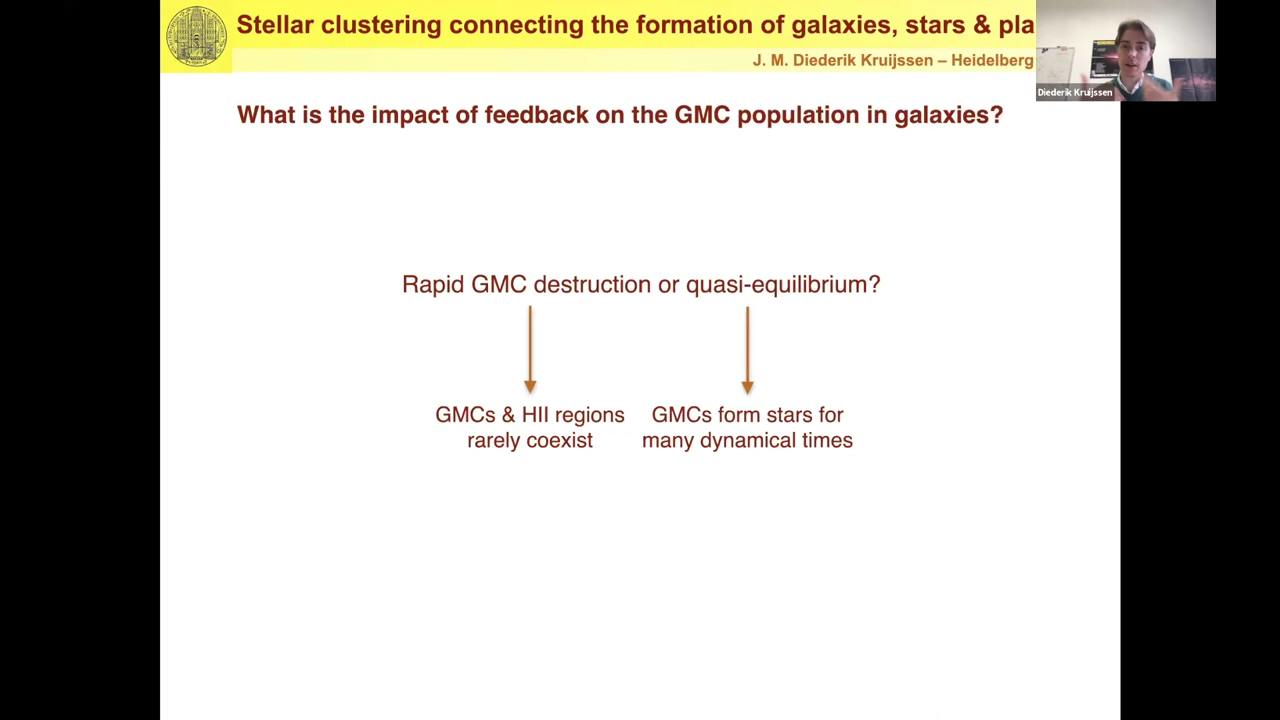 Stellar clustering connecting the formation of galaxies, stars & pla
J. M. Diederik Kruijssen – Heidelberg
Diederik Kruijssen
What is the impact of feedback on the GMC population in galaxies?
Rapid GMC destruction or quasi-equilibrium?
GMCs & HII regions
rarely coexist
GMCs form stars for
many dynamical times